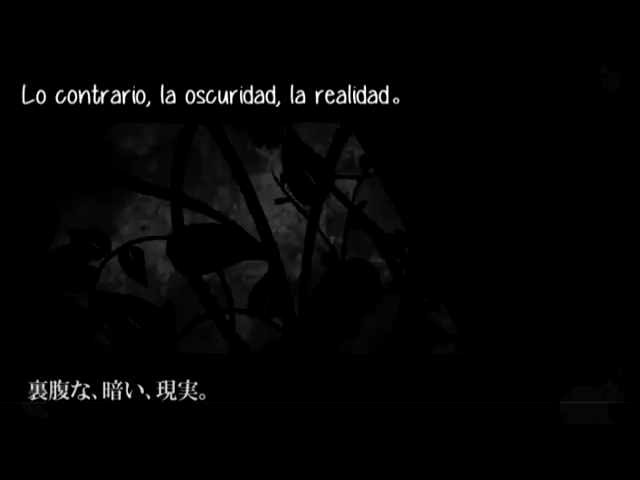 Lo contrario, la oscuridad, la realidad。
裏腹な、暗い、現実。